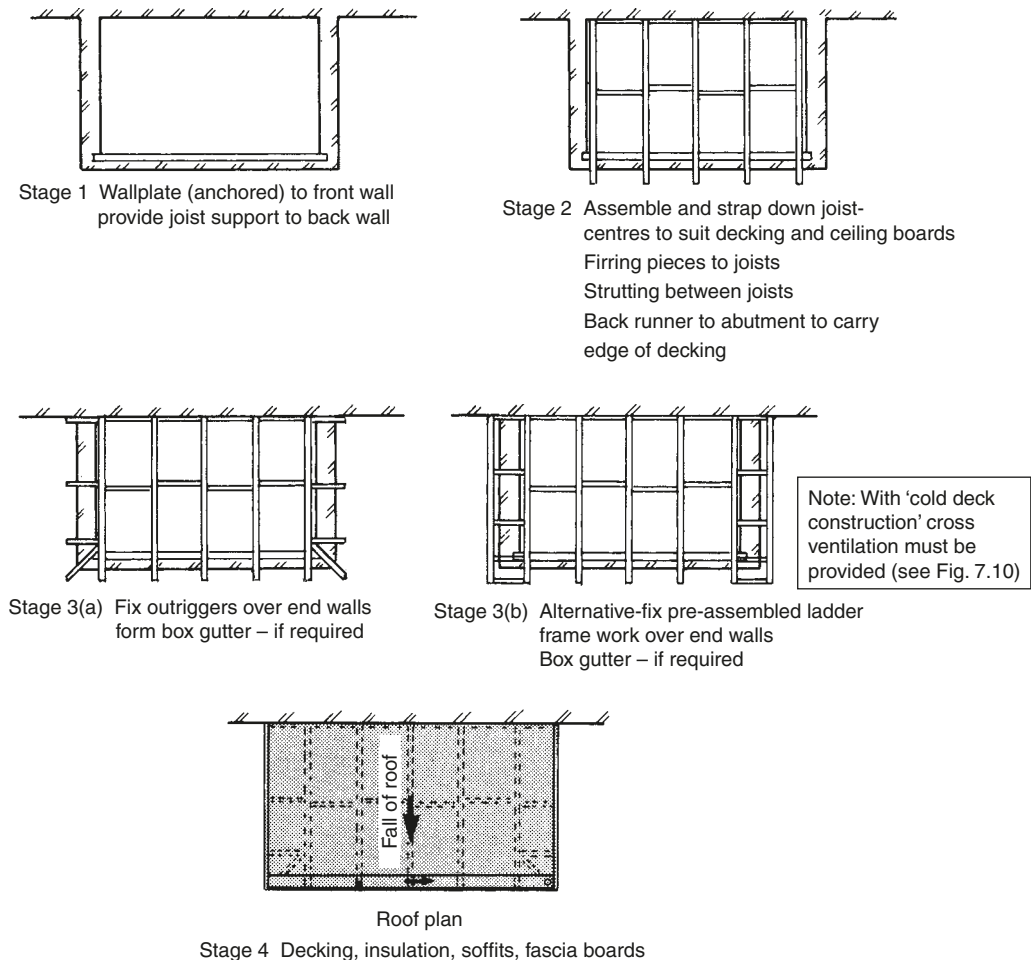 Stage 1 Wallplate (anchored) to front wall
provide joist support to back wall
Stage 2 Assemble and strap down joist-
centres to suit decking and ceiling boards
Firring pieces to joists
Strutting between joists
Back runner to abutment to carry
edge of decking
Stage 3(a) Fix outriggers over end walls
form box gutter – if required
Stage 3(b) Alternative-fix pre-assembled ladder
frame work over end walls
Box gutter – if required
Note: With ‘cold deck
construction’ cross
ventilation must be
provided (see Fig. 7.10)
Fall of roof
Roof plan
Stage 4 Decking, insulation, soffits, fascia boards